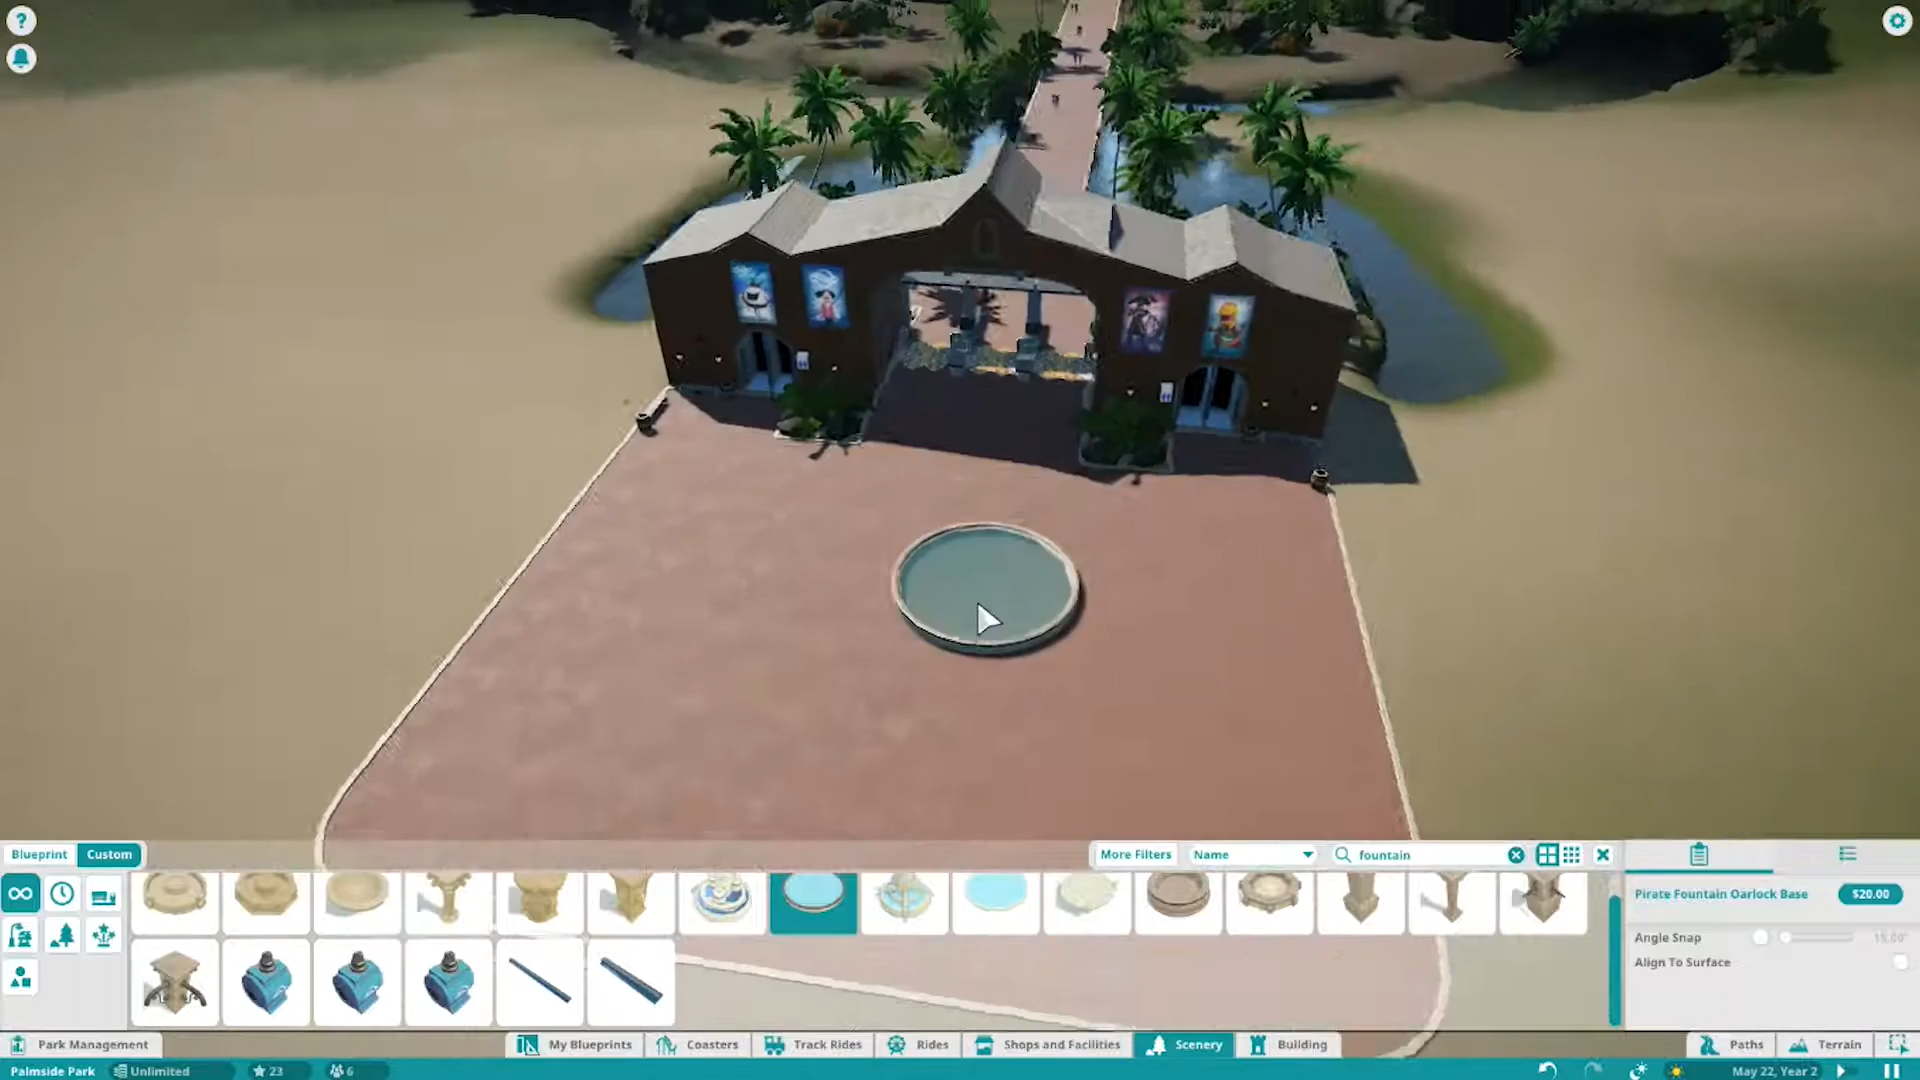 ?
Blueprint
Custom
More Filters
Name
fountain
Pirate Fountain Oarlock Base
$20.00
Angle Snap
15.00°
Align To Surface
Park Management
My Blueprints
Coasters
Track Rides
Rides
Shops and Facilities
Scenery
Building
Paths
Terrain
Palmside Park
Unlimited
23
6
May 22, Year 2